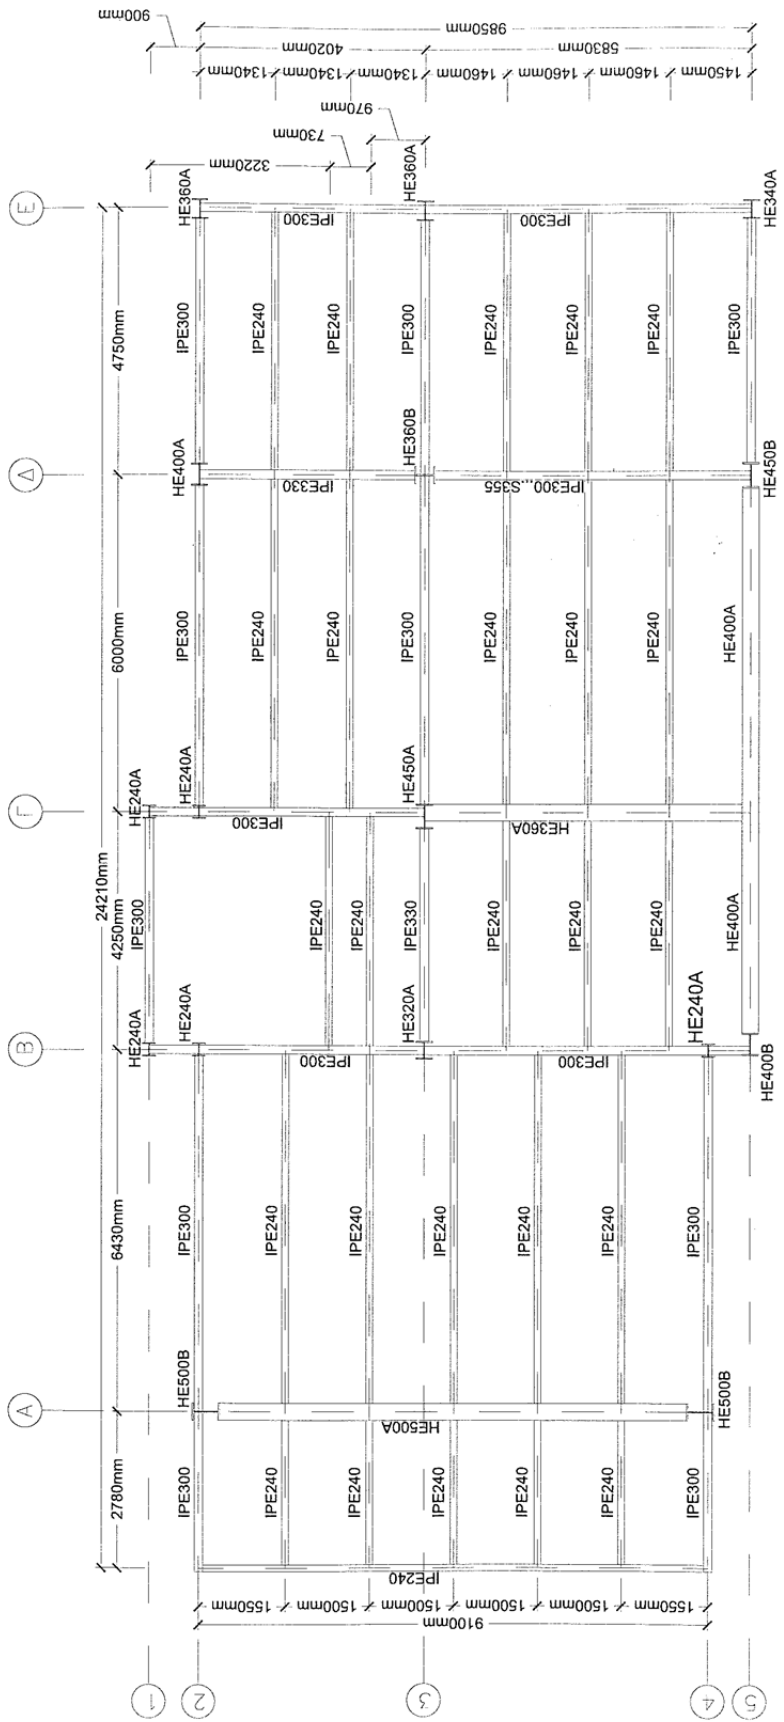 900mm
9850mm
4020mm
5830mm
1340mm
1340mm
1340mm
1460mm
1460mm
1460mm
1450mm
970mm
730mm
3220mm
Ε
HE360A
HE360A
HE340A
IPE300
IPE300
4750mm
IPE300
IPE240
IPE240
IPE300
IPE240
IPE240
IPE240
IPE300
Δ
HE400A
HE360B
HE450B
IPE330
IPE300...S355
6000mm
IPE300
IPE240
IPE240
IPE300
IPE240
IPE240
IPE240
HE400A
Γ
HE240A
HE240A
HE450A
IPE300
HE360A
24210mm
4250mm
IPE300
IPE240
IPE240
IPE330
IPE240
IPE240
IPE240
HE400A
Β
HE240A
HE240A
HE320A
HE240A
HE400B
IPE300
IPE300
6430mm
IPE300
IPE240
IPE240
IPE240
IPE240
IPE240
IPE300
Α
HE500B
HE500A
HE500B
2780mm
IPE300
IPE240
IPE240
IPE240
IPE240
IPE240
IPE300
IPE240
1550mm
1500mm
1500mm
1500mm
1500mm
1550mm
9100mm
1
2
3
4
5